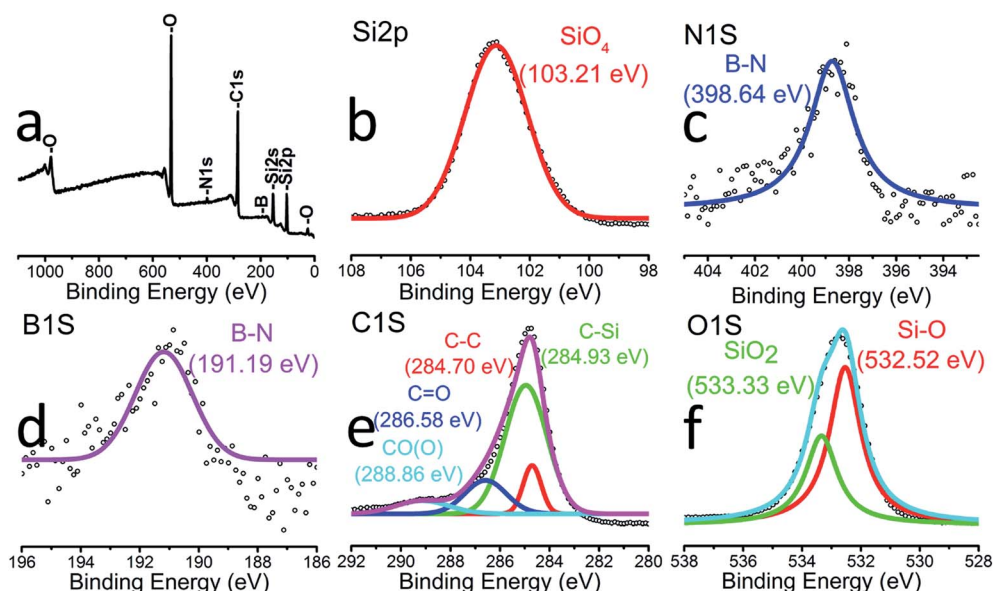 a
O
O
N1s
C1s
B
Si2s
Si2p
O
1000 800 600 400 200 0
Binding Energy (eV)
b
Si2p
SiO4
(103.21 eV)
108 106 104 102 100 98
Binding Energy (eV)
c
N1S
B-N
(398.64 eV)
404 402 400 398 396 394
Binding Energy (eV)
d
B1S
B-N
(191.19 eV)
196 194 192 190 188 186
Binding Energy (eV)
e
C1S
C-C
(284.70 eV)
C-Si
(284.93 eV)
C=O
(286.58 eV)
CO(O)
(288.86 eV)
292 290 288 286 284 282 280
Binding Energy (eV)
f
O1S
SiO2
(533.33 eV)
Si-O
(532.52 eV)
538 536 534 532 530 528
Binding Energy (eV)